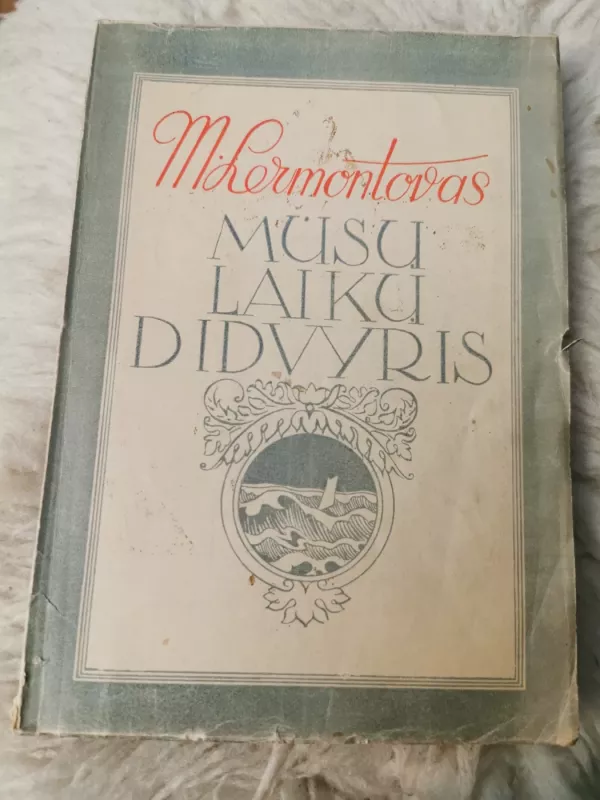 M. Lermontovas
MŪSŲ
LAIKŲ
DIDVYRIS